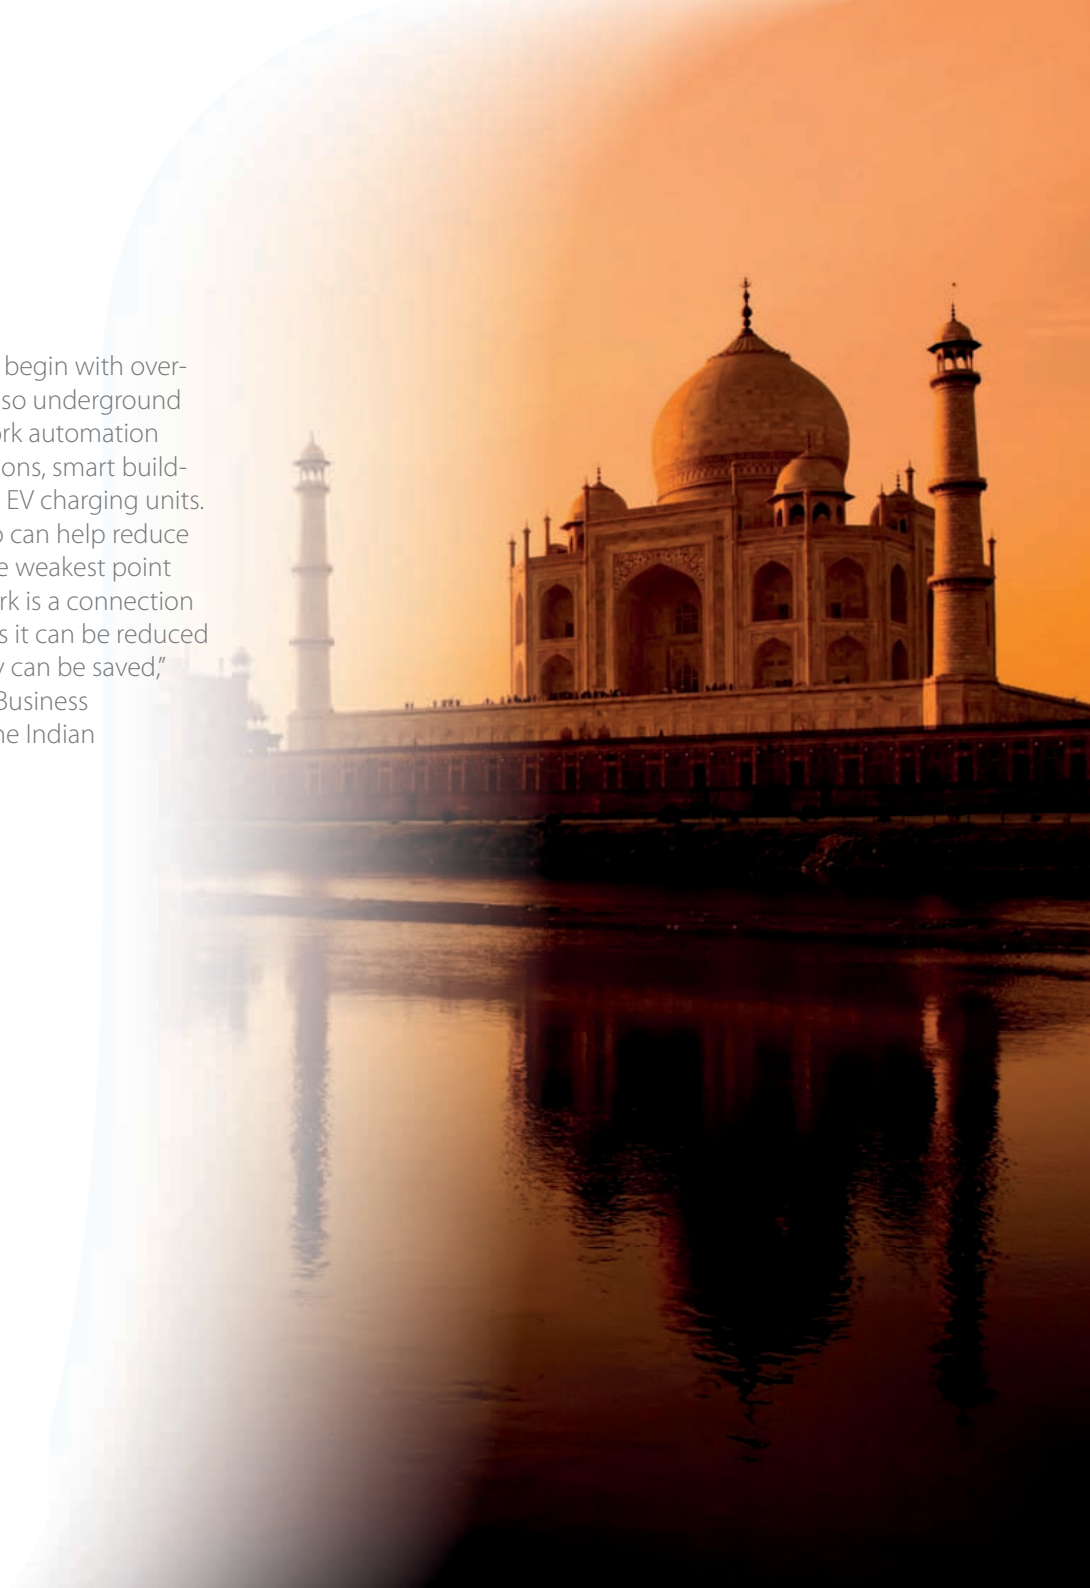 begin with over-
so underground
rk automation
ons, smart build-
EV charging units.
can help reduce
e weakest point
rk is a connection
s it can be reduced
y can be saved,”
Business
ne Indian